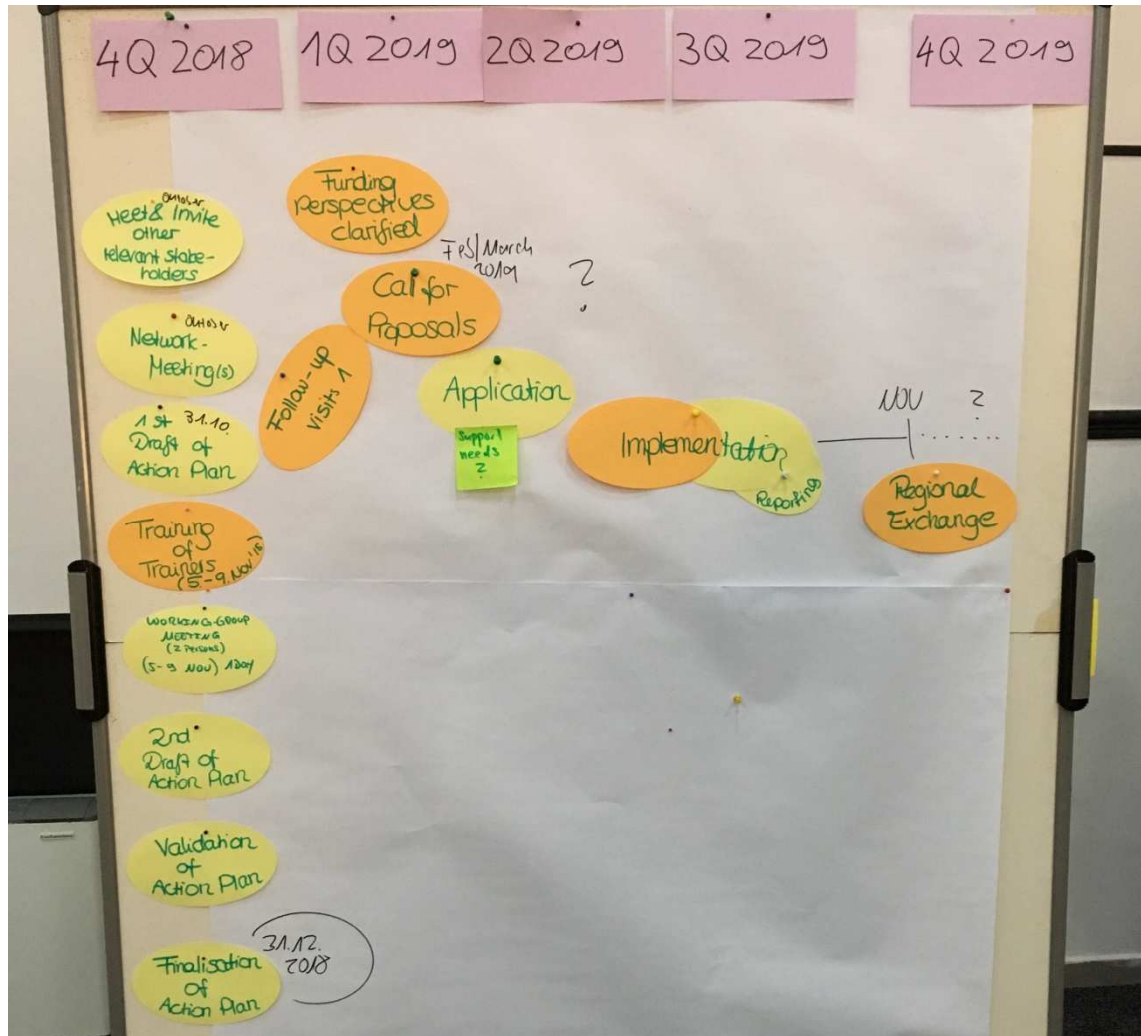 4Q 2018
1Q 2019
2Q 2019
3Q 2019
4Q 2019
Meet & Invite
other
relevant stake-
holders
Network-
Meeting(s)
1st 31.10.
Draft of
Action Plan
Training
of
Trainers
(5.-9. Nov '18)
WORKING-GROUP
MEETING
(2 Persons)
(5-9 NOV) 1 DAY
2nd
Draft of
Action Plan
Validation
of
Action Plan
Finalisation
of
Action Plan
31.12.
2018
Funding
perspectives
clarified
Feb/March
2019
?
Call for
Proposals
Follow-up
visits 1
Application
Support
needs
?
Implementation
Reporting
NOV ?
Regional
Exchange